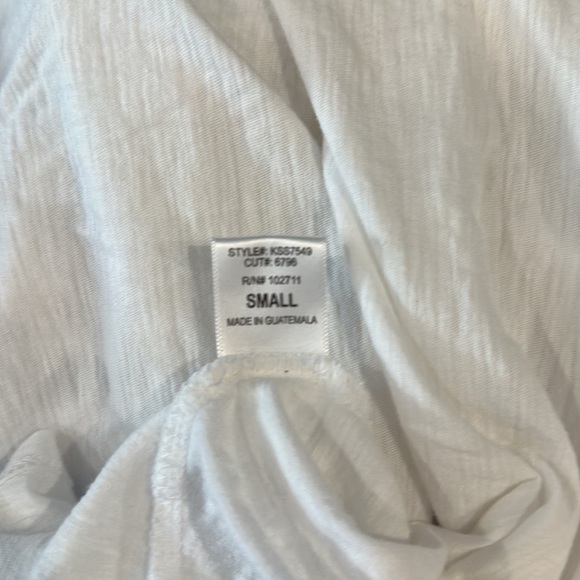 STYLE#: KSS7549
CUT#: 6796
R/N# 102711
SMALL
MADE IN GUATEMALA